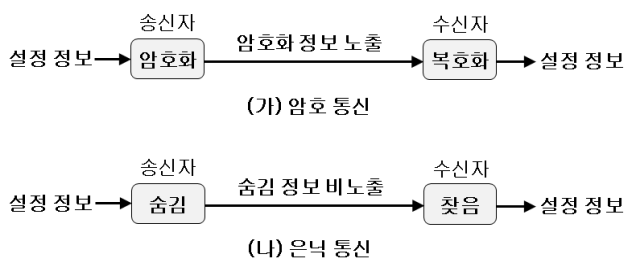 송신자
수신자
설정 정보
암호화
암호화 정보 노출
복호화
설정 정보
(가) 암호 통신
송신자
수신자
설정 정보
숨김
숨김 정보 비노출
찾음
설정 정보
(나) 은닉 통신